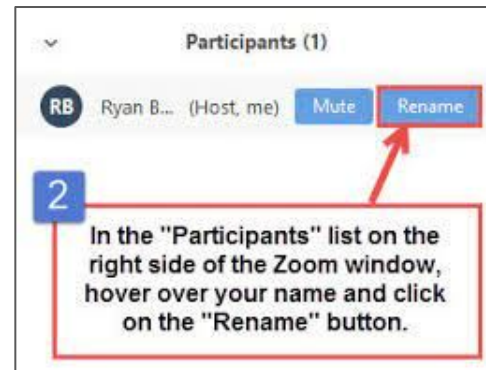 Participants (1)
RB Ryan B... (Host, me) Mute Rename
2
In the "Participants" list on the
right side of the Zoom window,
hover over your name and click
on the "Rename" button.